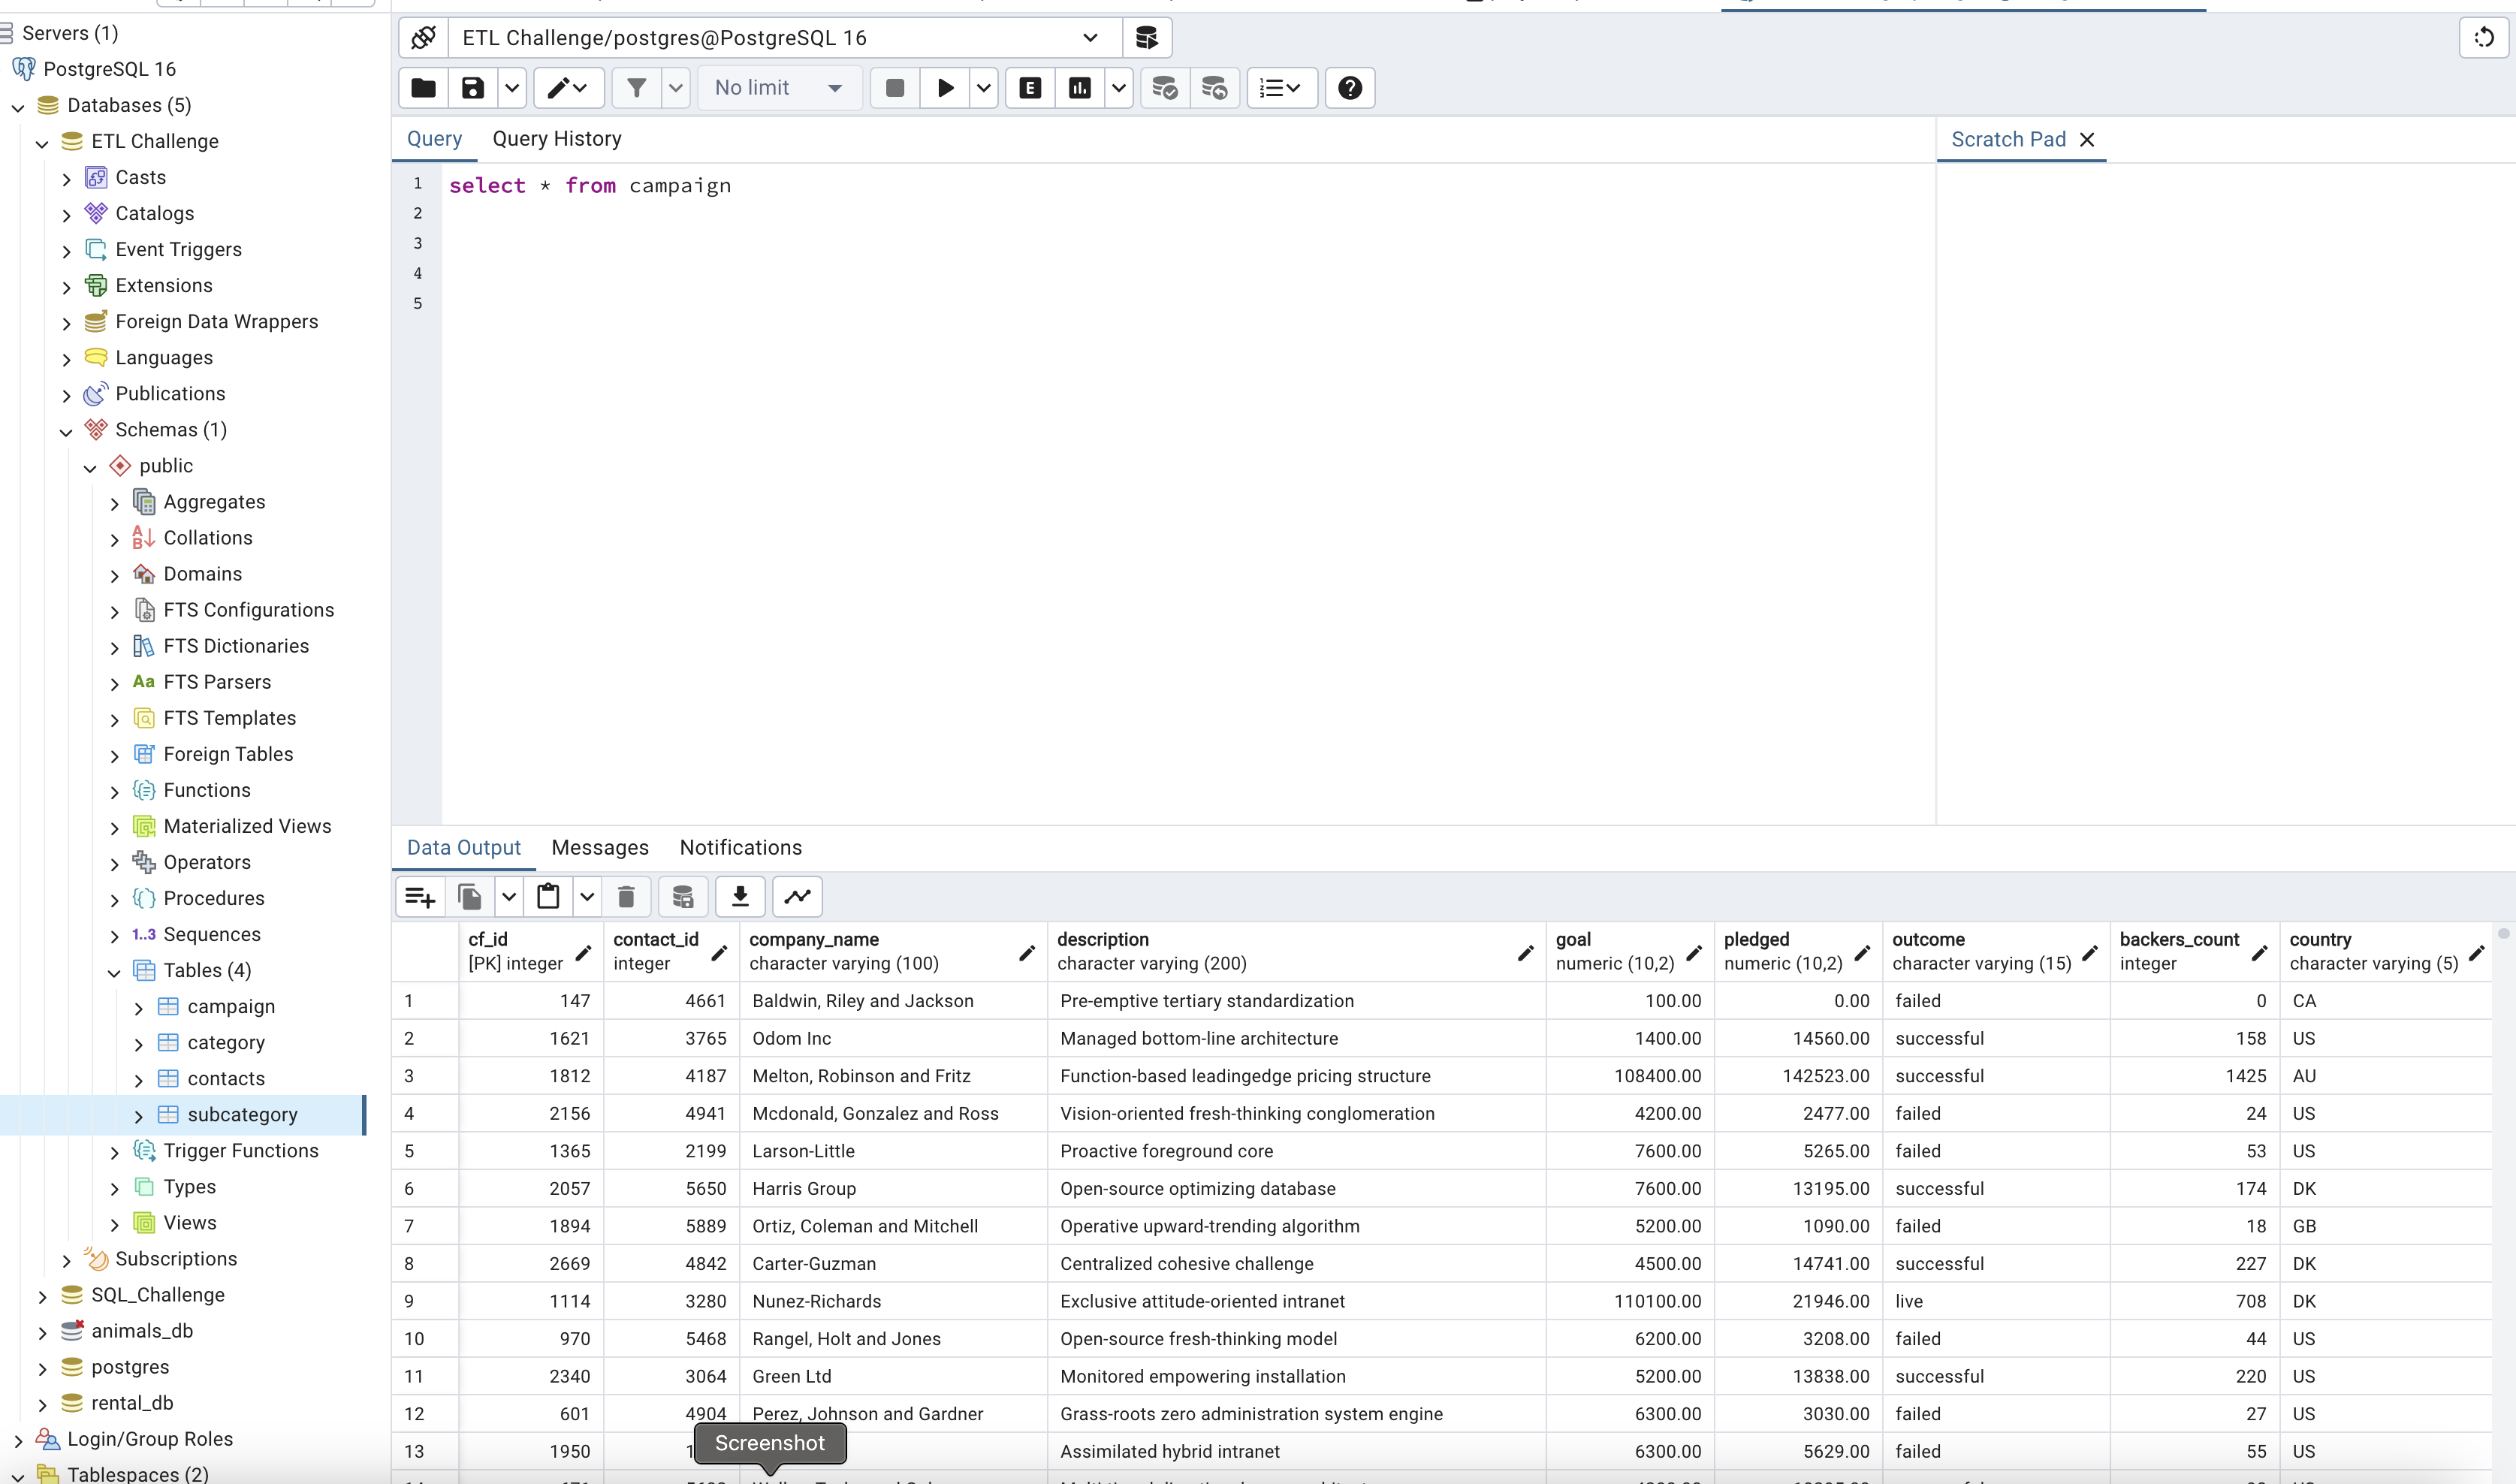 Servers (1)
PostgreSQL 16
Databases (5)
ETL Challenge
Casts
Catalogs
Event Triggers
Extensions
Foreign Data Wrappers
Languages
Publications
Schemas (1)
public
Aggregates
Collations
Domains
FTS Configurations
FTS Dictionaries
Aa FTS Parsers
FTS Templates
Foreign Tables
Functions
Materialized Views
Operators
Procedures
1..3 Sequences
Tables (4)
campaign
category
contacts
subcategory
Trigger Functions
Types
Views
Subscriptions
SQL_Challenge
animals_db
postgres
rental_db
Login/Group Roles
Tablespaces (2)
ETL Challenge/postgres@PostgreSQL 16
No limit
E
Query Query History
Scratch Pad
1 select * from campaign
2
3
4
5
Data Output Messages Notifications
cf_id contact_id company_name description goal pledged outcome backers_count country
[PK] integer integer character varying (100) character varying (200) numeric (10,2) numeric (10,2) character varying (15) integer character varying (5)
1 147 4661 Baldwin, Riley and Jackson Pre-emptive tertiary standardization 100.00 0.00 failed 0 CA
2 1621 3765 Odom Inc Managed bottom-line architecture 1400.00 14560.00 successful 158 US
3 1812 4187 Melton, Robinson and Fritz Function-based leadingedge pricing structure 108400.00 142523.00 successful 1425 AU
4 2156 4941 Mcdonald, Gonzalez and Ross Vision-oriented fresh-thinking conglomeration 4200.00 2477.00 failed 24 US
5 1365 2199 Larson-Little Proactive foreground core 7600.00 5265.00 failed 53 US
6 2057 5650 Harris Group Open-source optimizing database 7600.00 13195.00 successful 174 DK
7 1894 5889 Ortiz, Coleman and Mitchell Operative upward-trending algorithm 5200.00 1090.00 failed 18 GB
8 2669 4842 Carter-Guzman Centralized cohesive challenge 4500.00 14741.00 successful 227 DK
9 1114 3280 Nunez-Richards Exclusive attitude-oriented intranet 110100.00 21946.00 live 708 DK
10 970 5468 Rangel, Holt and Jones Open-source fresh-thinking model 6200.00 3208.00 failed 44 US
11 2340 3064 Green Ltd Monitored empowering installation 5200.00 13838.00 successful 220 US
12 601 4904 Perez, Johnson and Gardner Grass-roots zero administration system engine 6300.00 3030.00 failed 27 US
13 1950 Assimilated hybrid intranet 6300.00 5629.00 failed 55 US
Screenshot